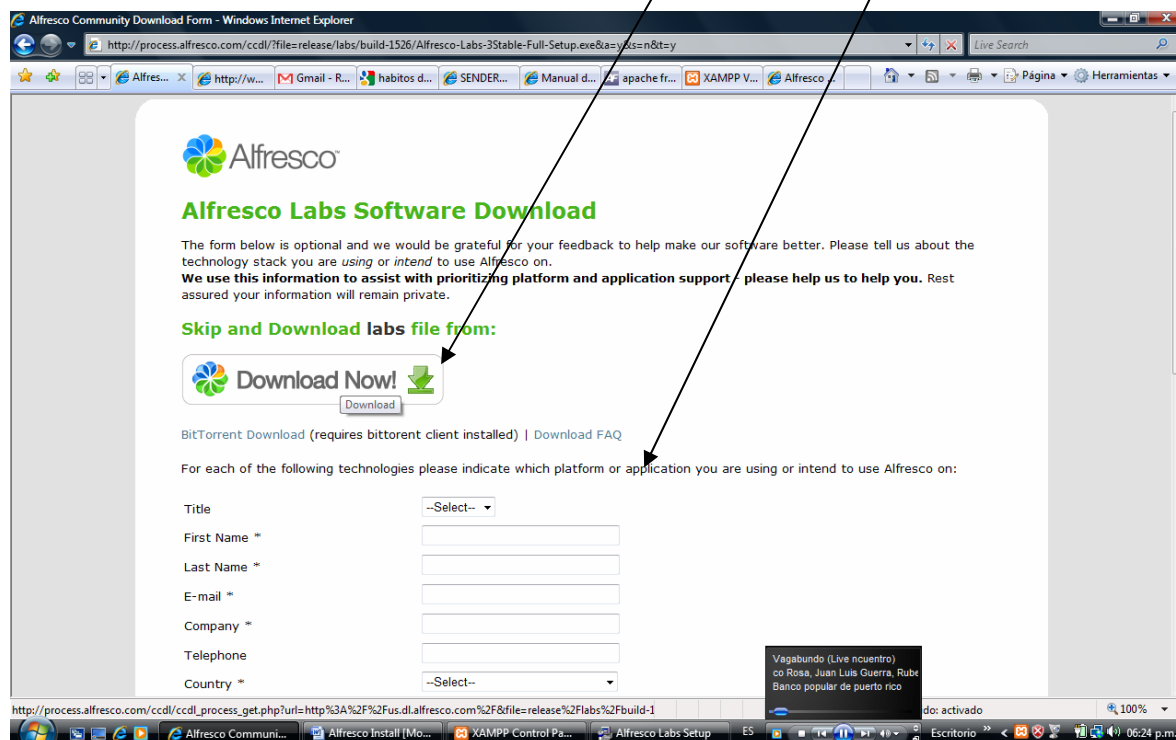 Alfresco Community Download Form - Windows Internet Explorer
http://process.alfresco.com/ccdl/?file=release/labs/build-1526/Alfresco-Labs-3Stable-Full-Setup.exe&a=y&s=n&t=y
Live Search
Alfres... http://w... Gmail - R... habitos d... SENDER... Manual d... apache fr... XAMPP V... Alfresco Página Herramientas
Alfresco™
Alfresco Labs Software Download
The form below is optional and we would be grateful for your feedback to help make our software better. Please tell us about the
technology stack you are using or intend to use Alfresco on.
We use this information to assist with prioritizing platform and application support - please help us to help you. Rest
assured your information will remain private.
Skip and Download labs file from:
Download Now!
Download
BitTorrent Download (requires bittorent client installed) | Download FAQ
For each of the following technologies please indicate which platform or application you are using or intend to use Alfresco on:
Title --Select--
First Name *
Last Name *
E-mail *
Company *
Telephone
Country * --Select--
Vagabundo (Live ncuentro)
co Rosa, Juan Luis Guerra, Rube
Banco popular de puerto rico
http://process.alfresco.com/ccdl/ccdl_process_get.php?url=http%3A%2F%2Fus.dl.alfresco.com%2F&file=release%2Flabs%2Fbuild-1 do: activado 100%
Alfresco Communi... Alfresco Install [Mo... XAMPP Control Pa... Alfresco Labs Setup ES Escritorio 06:24 p.m.